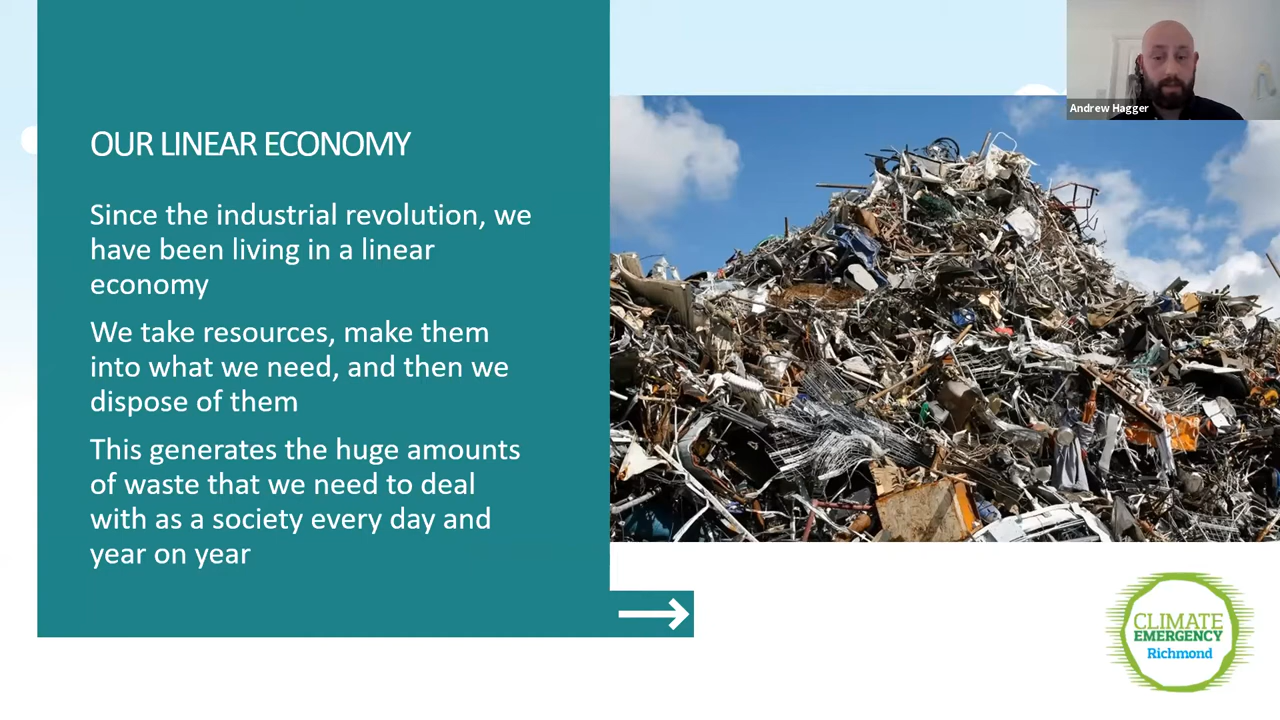 OUR LINEAR ECONOMY
Since the industrial revolution, we
have been living in a linear
economy
We take resources, make them
into what we need, and then we
dispose of them
This generates the huge amounts
of waste that we need to deal
with as a society every day and
year on year
Andrew Hagger
CLIMATE
EMERGENCY
Richmond